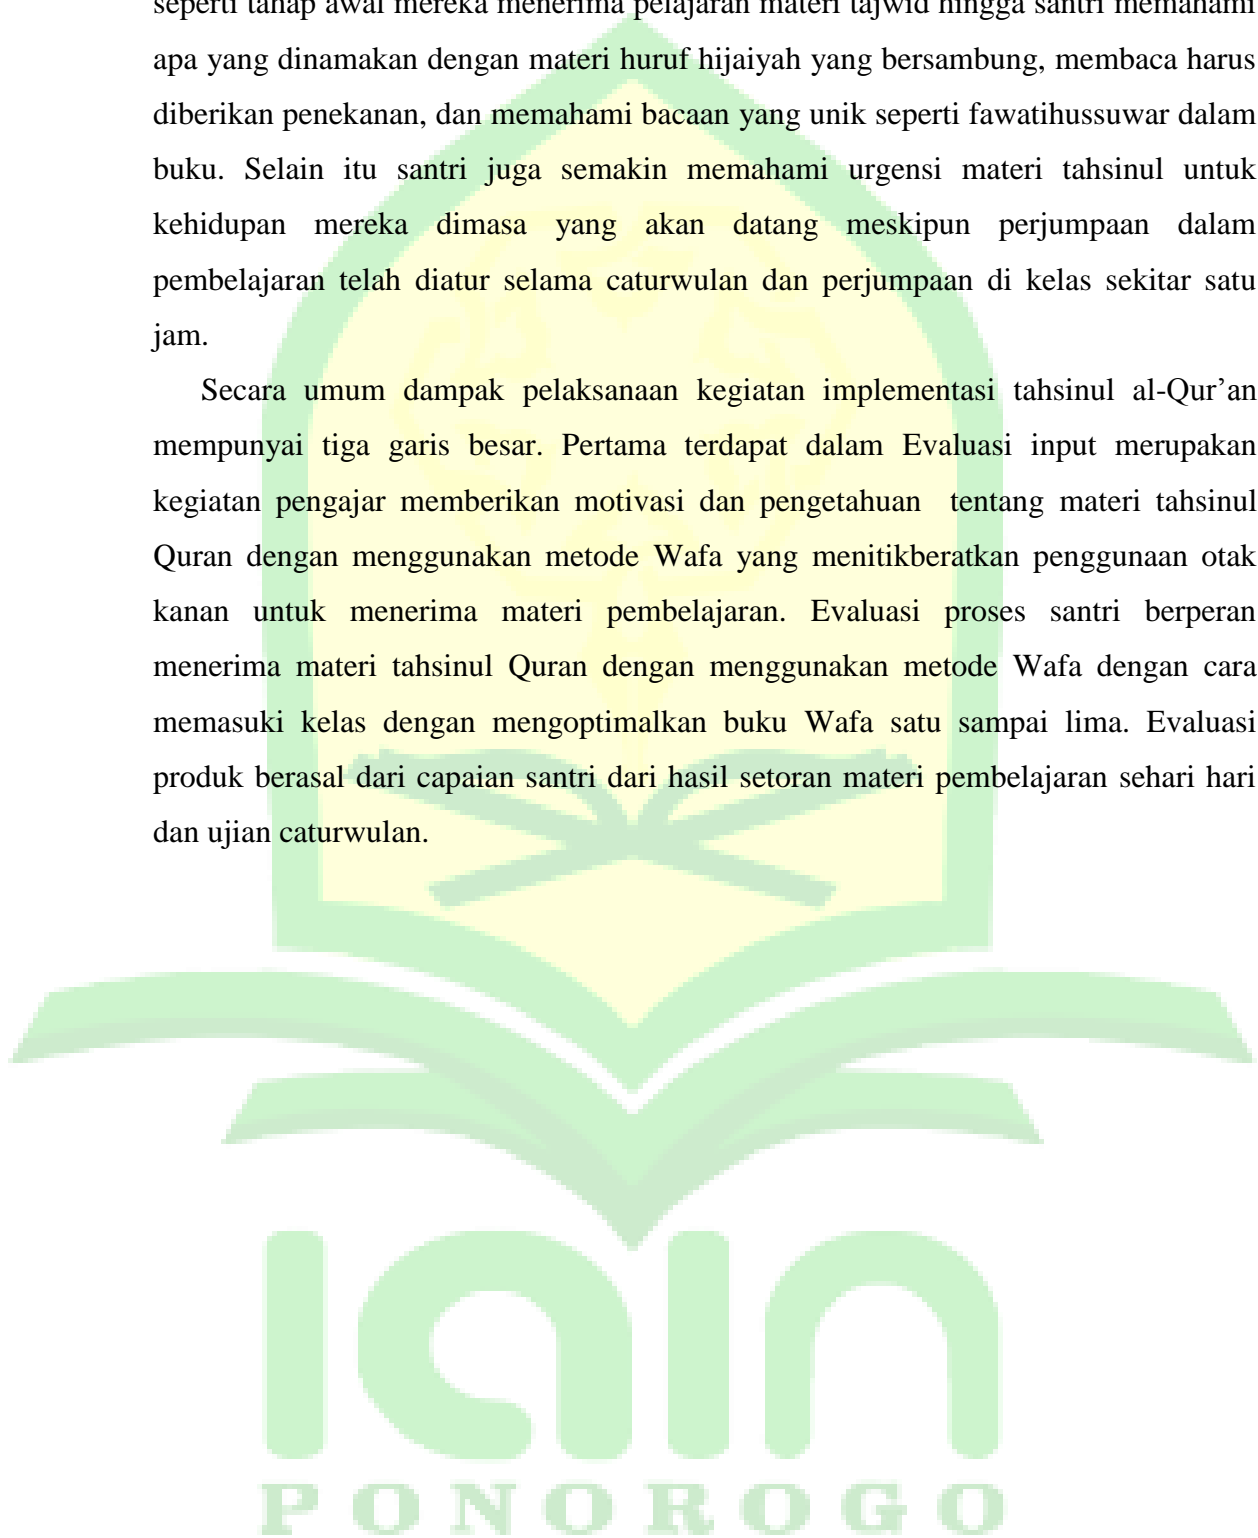 seperti tahap awal mereka menerima pelajaran materi tajwid hingga santri memahami
apa yang dinamakan dengan materi huruf hijaiyah yang bersambung, membaca harus
diberikan penekanan, dan memahami bacaan yang unik seperti fawatihussuwar dalam
buku. Selain itu santri juga semakin memahami urgensi materi tahsinul untuk
kehidupan mereka dimasa yang akan datang meskipun perjumpaan dalam
pembelajaran telah diatur selama caturwulan dan perjumpaan di kelas sekitar satu
jam.
Secara umum dampak pelaksanaan kegiatan implementasi tahsinul al-Qur’an
mempunyai tiga garis besar. Pertama terdapat dalam Evaluasi input merupakan
kegiatan pengajar memberikan motivasi dan pengetahuan tentang materi tahsinul
Quran dengan menggunakan metode Wafa yang menitikberatkan penggunaan otak
kanan untuk menerima materi pembelajaran. Evaluasi proses santri berperan
menerima materi tahsinul Quran dengan menggunakan metode Wafa dengan cara
memasuki kelas dengan mengoptimalkan buku Wafa satu sampai lima. Evaluasi
produk berasal dari capaian santri dari hasil setoran materi pembelajaran sehari hari
dan ujian caturwulan.
iain
PONOROGO